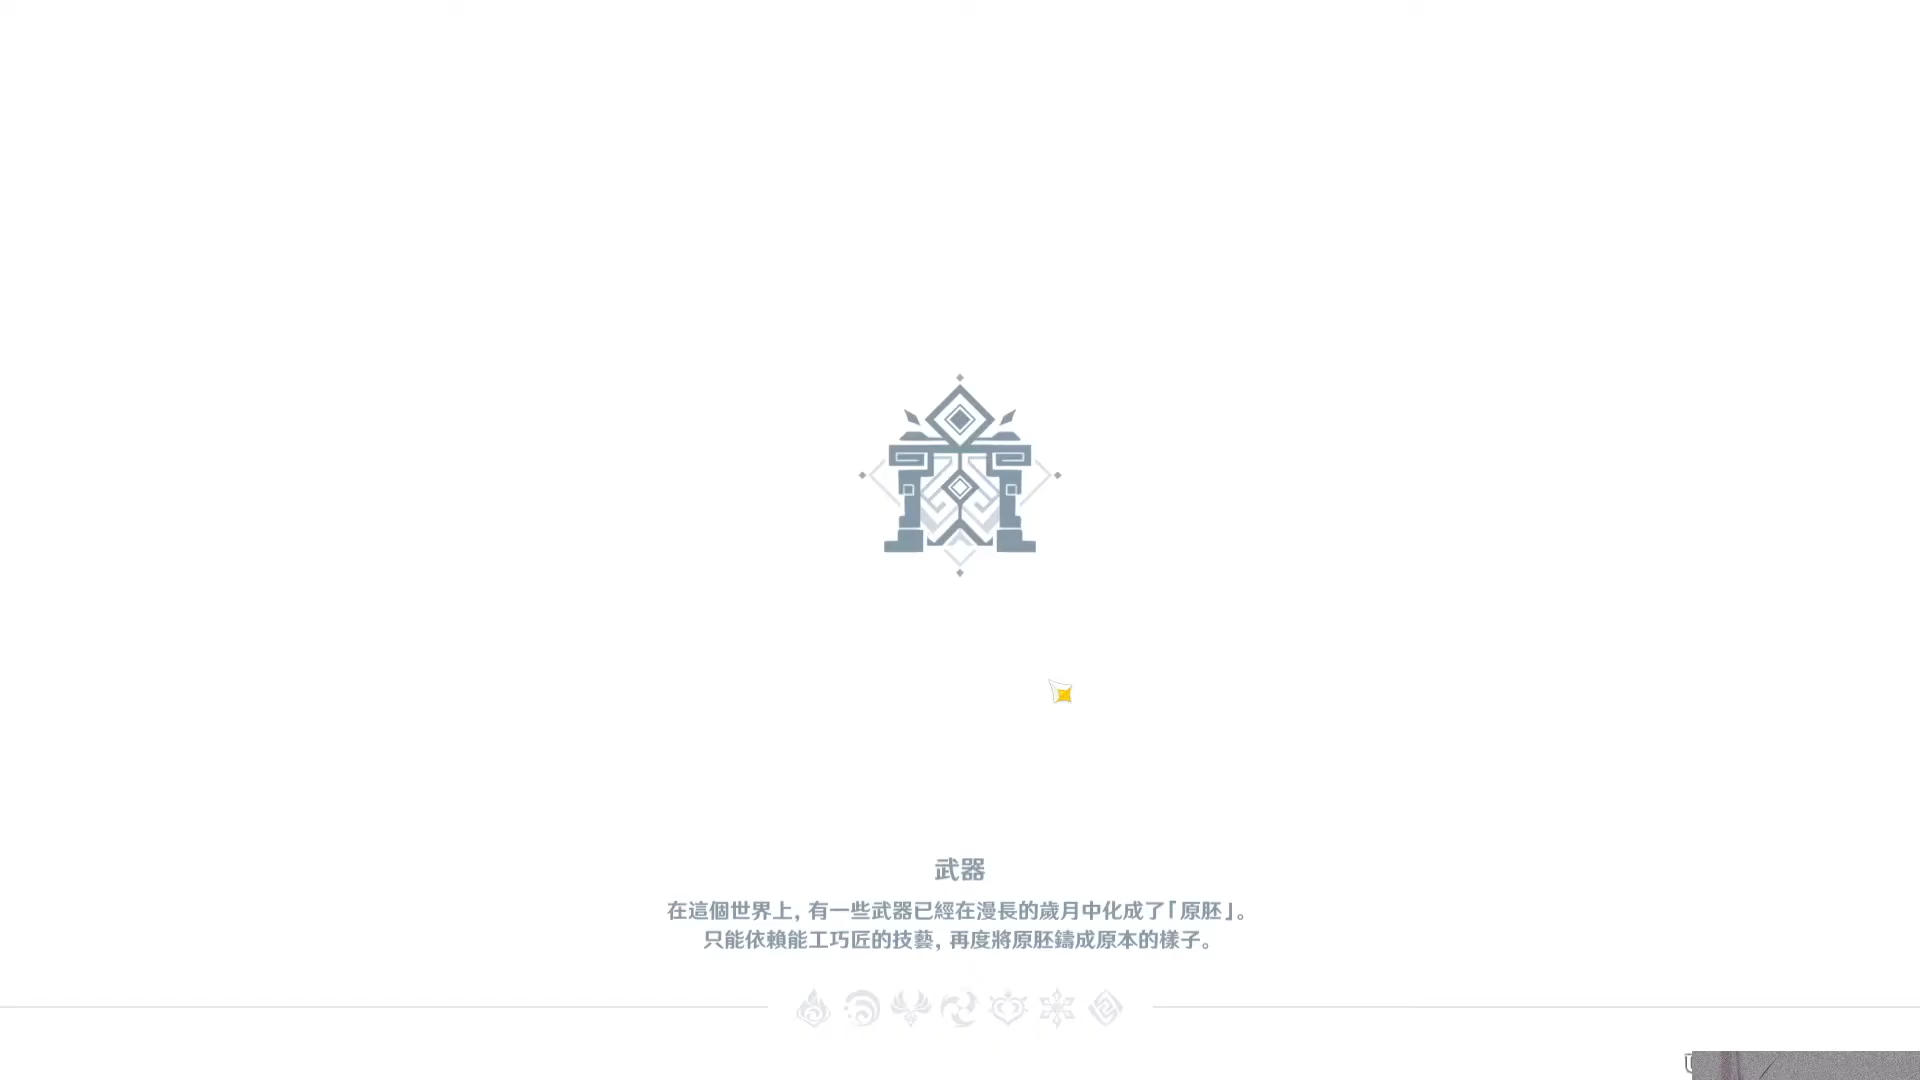 武器
在這個世界上, 有一些武器已經在漫長的歲月中化成了「原胚」。
只能依賴能工巧匠的技藝, 再度將原胚鑄成原本的樣子。